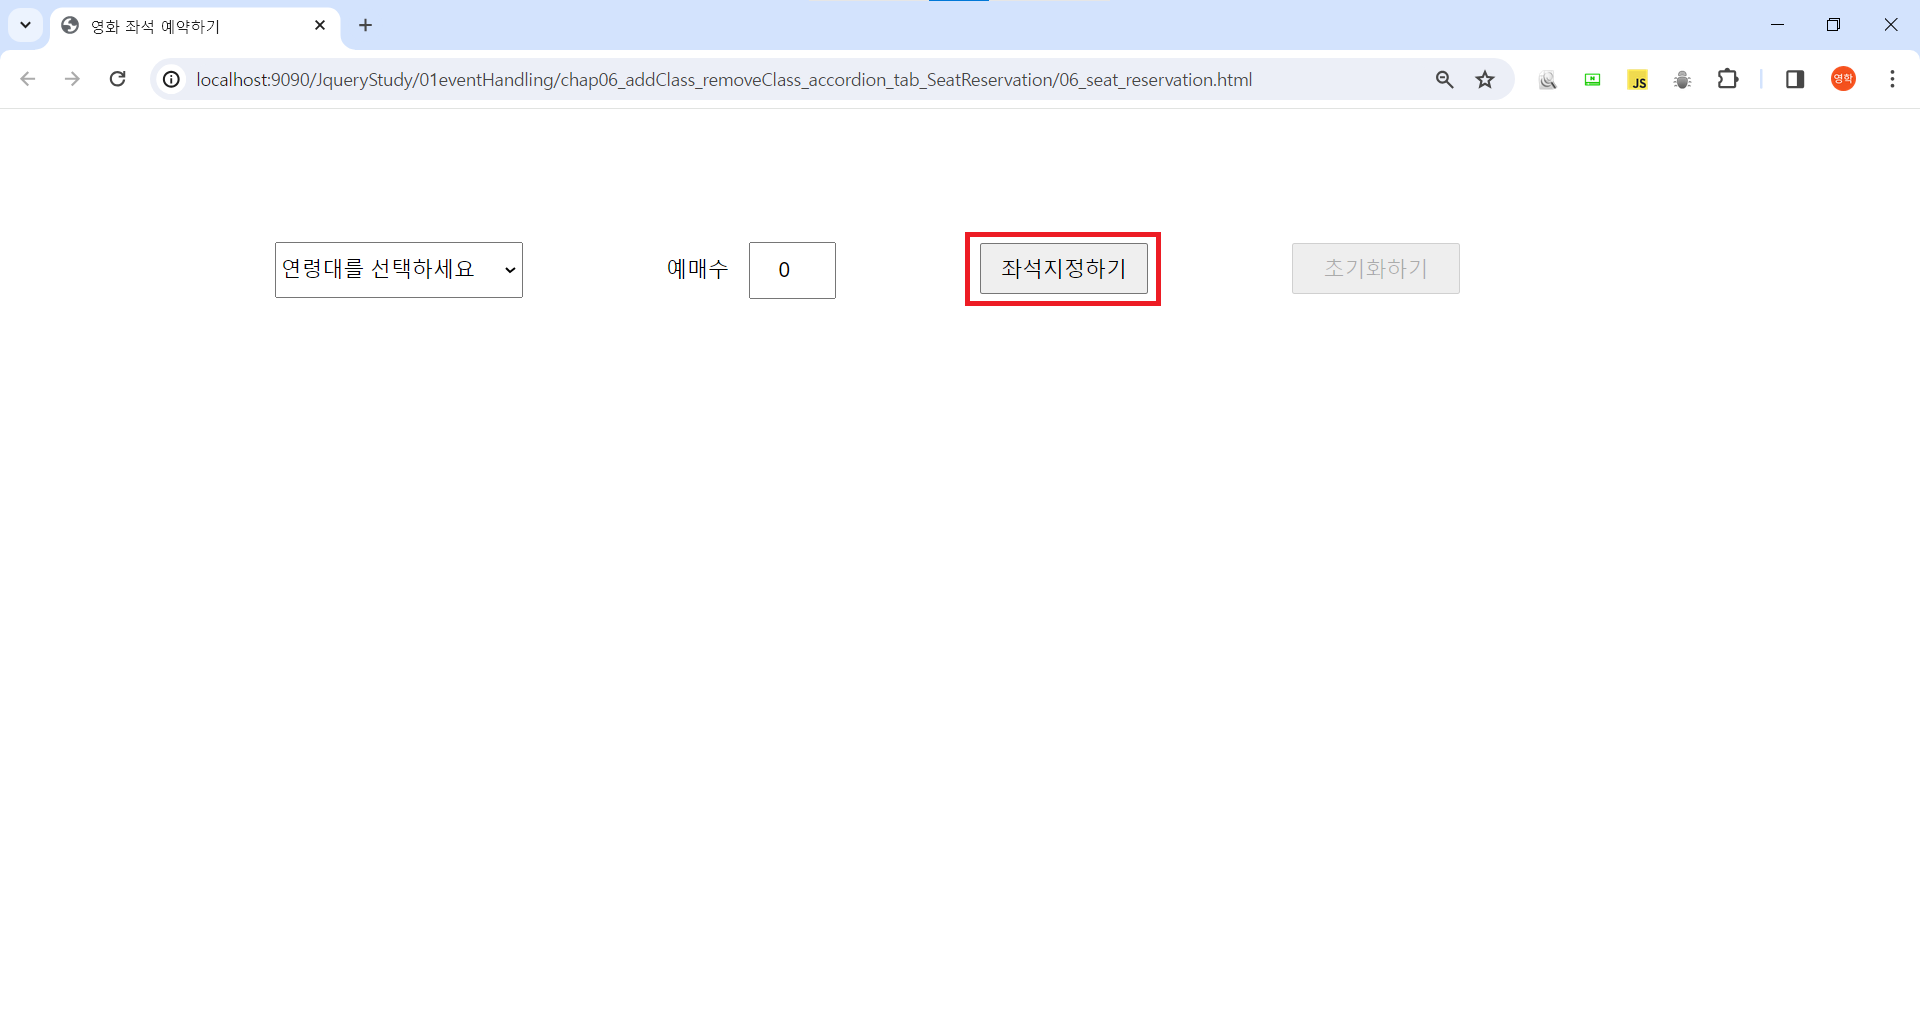 영화 좌석 예약하기
localhost:9090/JqueryStudy/01eventHandling/chap06_addClass_removeClass_accordion_tab_SeatReservation/06_seat_reservation.html
N
JS
영학
연령대를 선택하세요 예매수 0 좌석지정하기 초기화하기